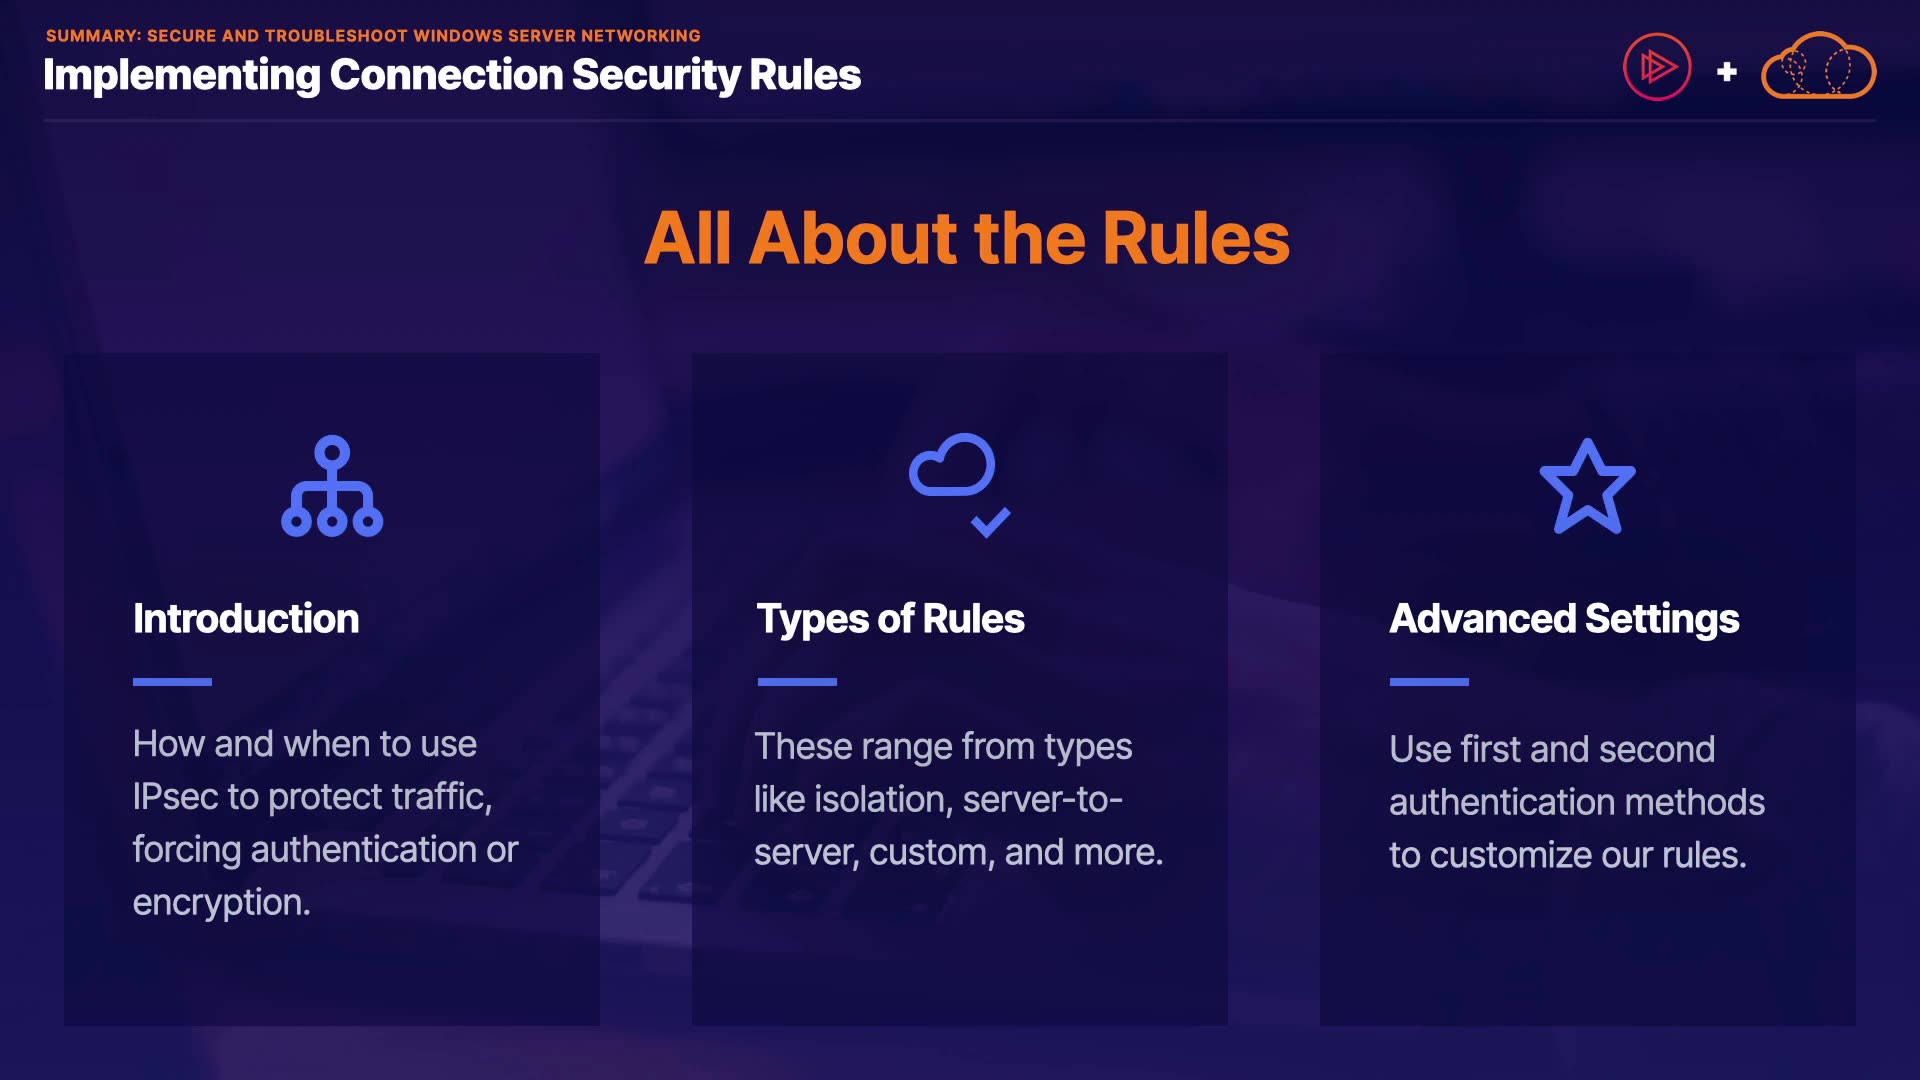 SUMMARY: SECURE AND TROUBLESHOOT WINDOWS SERVER NETWORKING
Implementing Connection Security Rules
All About the Rules
Introduction
How and when to use
IPsec to protect traffic,
forcing authentication or
encryption.
Types of Rules
These range from types
like isolation, server-to-
server, custom, and more.
Advanced Settings
Use first and second
authentication methods
to customize our rules.